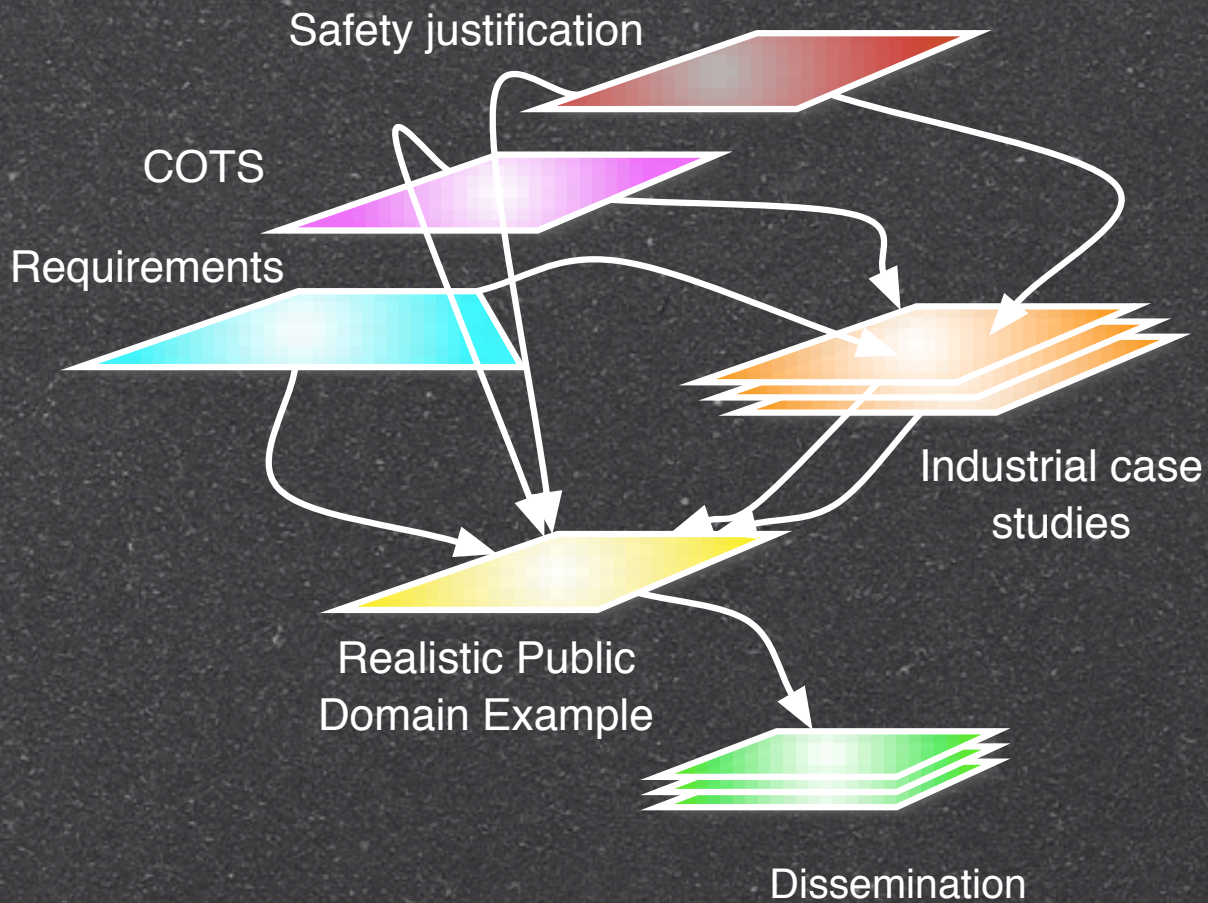 Safety justification
COTS
Requirements
Industrial case
studies
Realistic Public
Domain Example
Dissemination